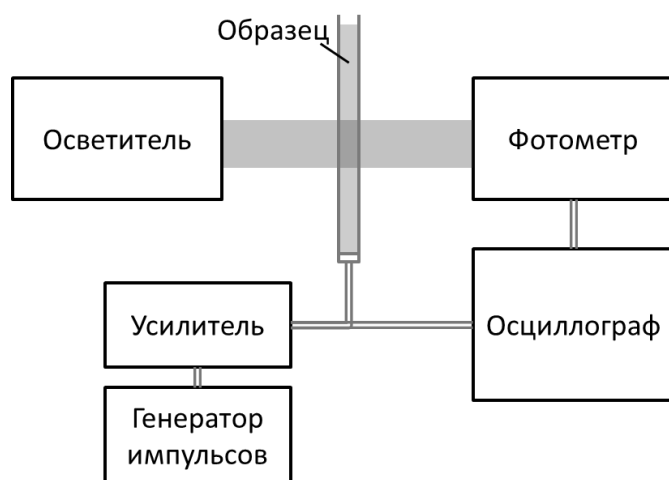 Образец
Осветитель
Фотометр
Усилитель
Осциллограф
Генератор
импульсов